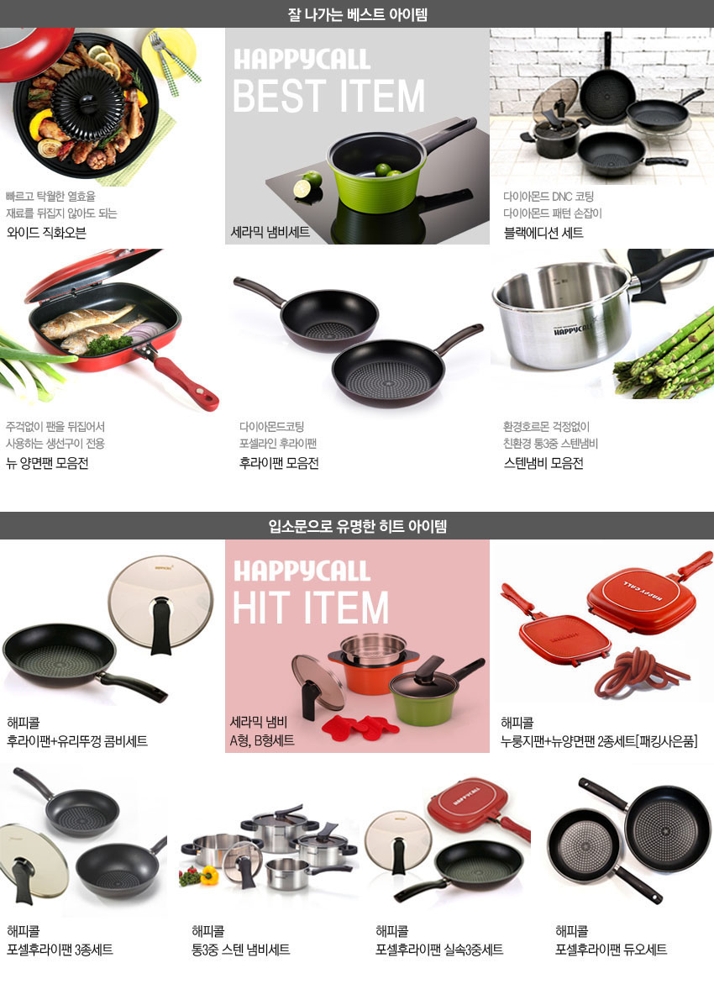 잘 나가는 베스트 아이템
HAPPYCALL
BEST ITEM
빠르고 탁월한 열효율
재료를 뒤집지 않아도 되는
와이드 직화오븐
세라믹 냄비세트
다이아몬드 DNC 코팅
다이아몬드 패턴 손잡이
블랙에디션 세트
HAPPYCALL
주걱없이 팬을 뒤집어서
사용하는 생선구이 전용
뉴 양면팬 모음전
다이아몬드코팅
포셀라인 후라이팬
후라이팬 모음전
환경호르몬 걱정없이
친환경 통3중 스텐냄비
스텐냄비 모음전
입소문으로 유명한 히트 아이템
HAPPYCALL
HIT ITEM
HAPPYCALL
해피콜
후라이팬+유리뚜껑 콤비세트
세라믹 냄비
A형, B형세트
해피콜
누룽지팬+뉴양면팬 2종세트[패킹사은품]
HAPPYCALL
해피콜
포셀후라이팬 3종세트
해피콜
통3중 스텐 냄비세트
해피콜
포셀후라이팬 실속3중세트
해피콜
포셀후라이팬 듀오세트